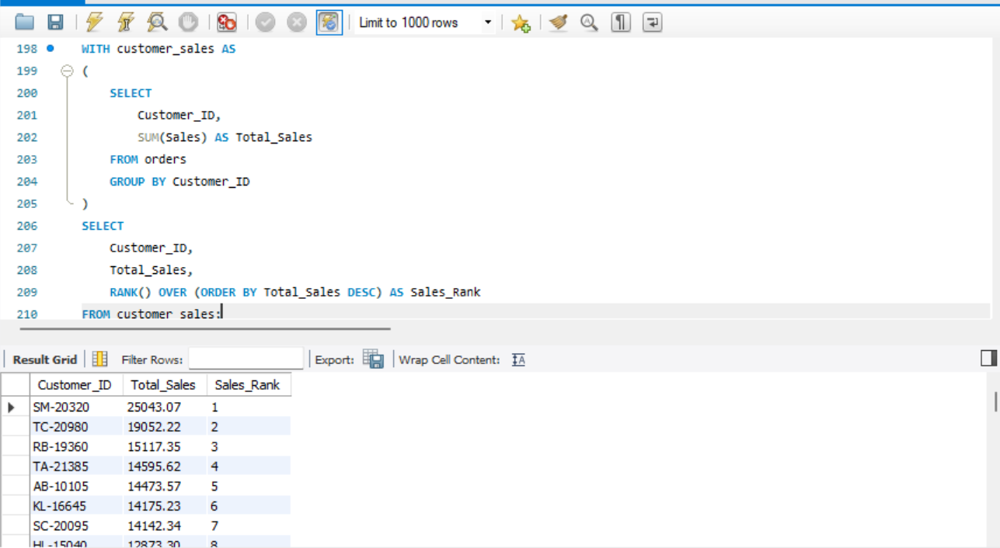 Limit to 1000 rows
198 WITH customer_sales AS
199 (
200 SELECT
201 Customer_ID,
202 SUM(Sales) AS Total_Sales
203 FROM orders
204 GROUP BY Customer_ID
205 )
206 SELECT
207 Customer_ID,
208 Total_Sales,
209 RANK() OVER (ORDER BY Total_Sales DESC) AS Sales_Rank
210 FROM customer_sales;
Result Grid Filter Rows: Export: Wrap Cell Content: IA
Customer_ID Total_Sales Sales_Rank
SM-20320 25043.07 1
TC-20980 19052.22 2
RB-19360 15117.35 3
TA-21385 14595.62 4
AB-10105 14473.57 5
KL-16645 14175.23 6
SC-20095 14142.34 7
HL-15040 12873.30 8